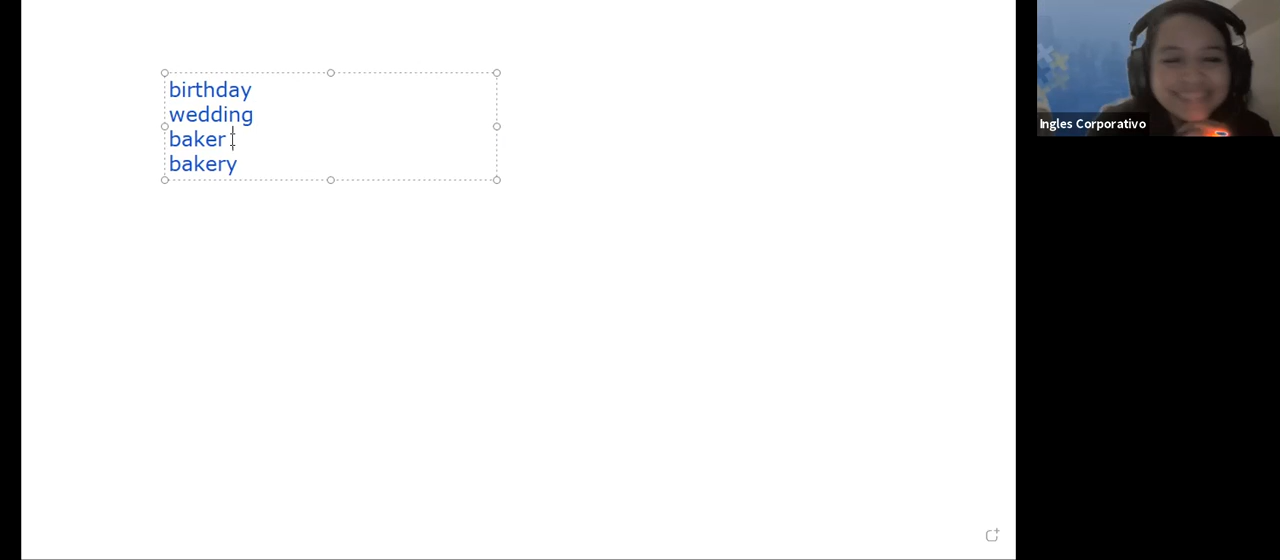 birthday
wedding
baker
bakery
Ingles Corporativo